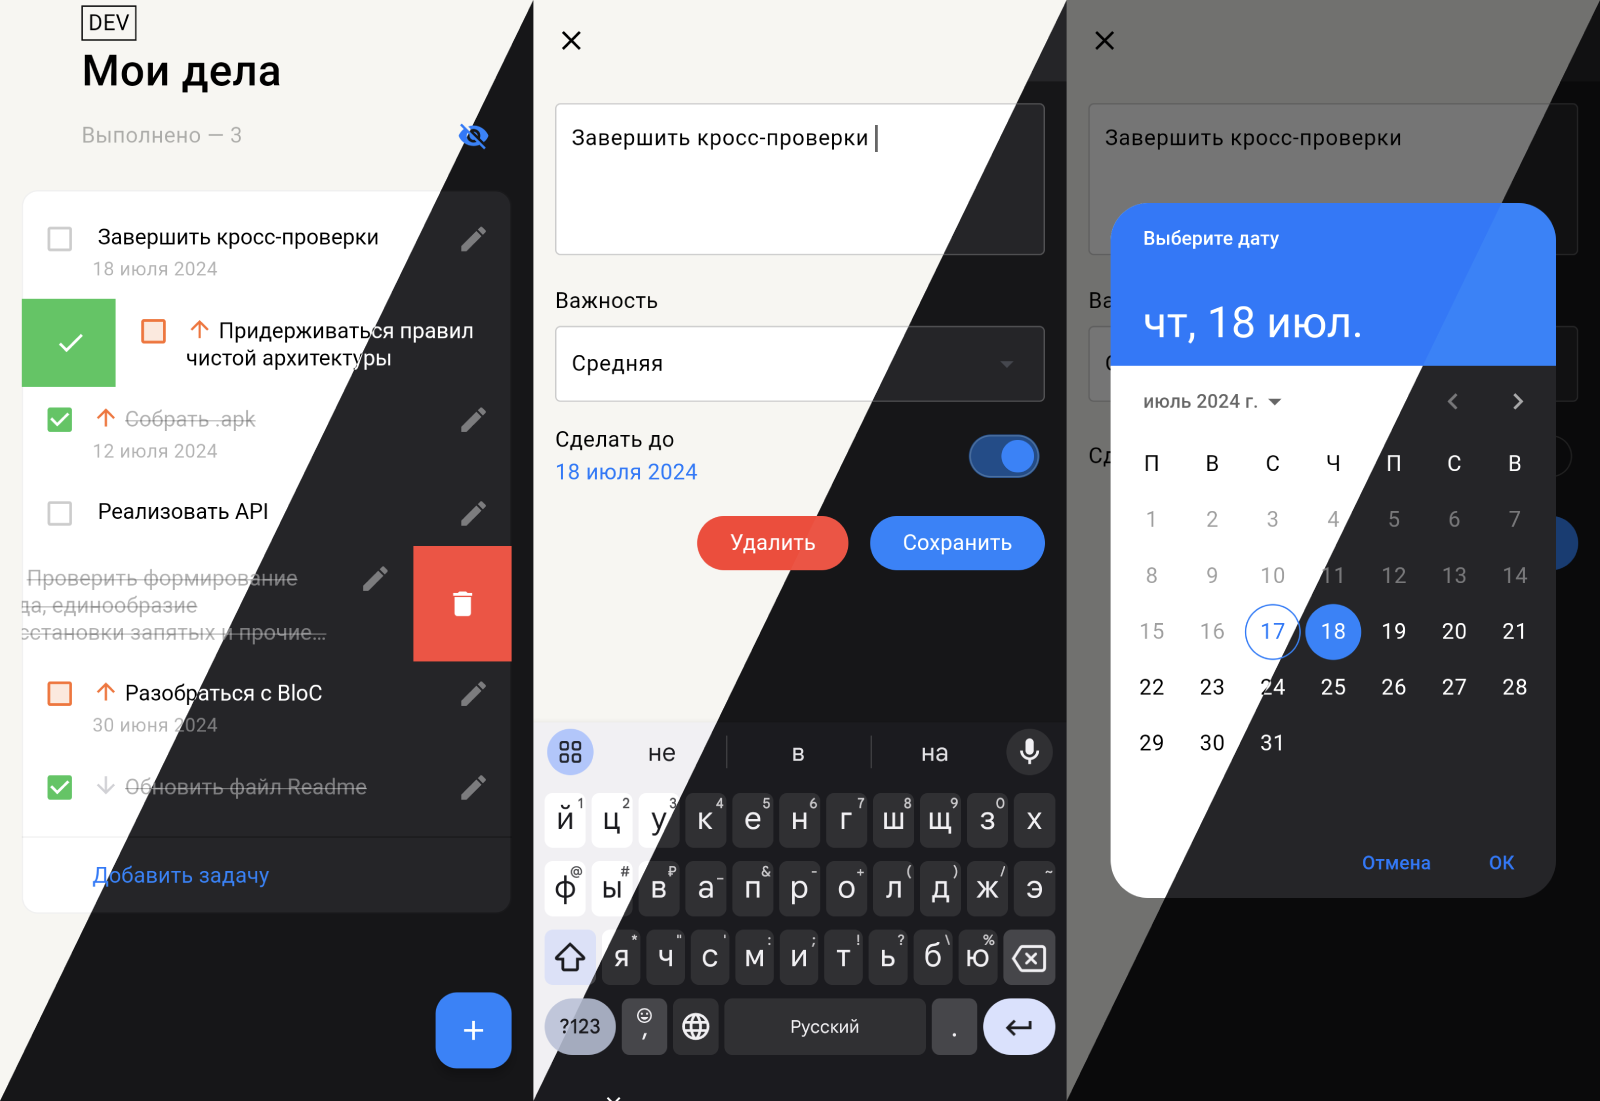 DEV
Мои дела
Выполнено — 3
Завершить кросс-проверки
18 июля 2024
Придерживаться правил
чистой архитектуры
Собрать .apk
12 июля 2024
Реализовать API
Проверить формирование
да, единообразие
сстановки запятых и прочие...
Разобраться с BloC
30 июня 2024
Обновить файл Readme
Добавить задачу
+
Завершить кросс-проверки
Важность
Средняя
Сделать до
18 июля 2024
Удалить Сохранить
не в на
й 1 ц 2 у 3 к 4 е 5 н 6 г 7 ш 8 щ 9 з 0 х
ф @ ы # в ₽ а _ п & р - о + л ( д ) ж / э ~
я * ч " с ' м : и ; т ! ь ? б \ ю %
?123 , Русский .
Завершить кросс-проверки
Ва
Сд
Выберите дату
чт, 18 июл.
июль 2024 г.
П В С Ч П С В
1 2 3 4 5 6 7
8 9 10 11 12 13 14
15 16 17 18 19 20 21
22 23 24 25 26 27 28
29 30 31
Отмена ОК